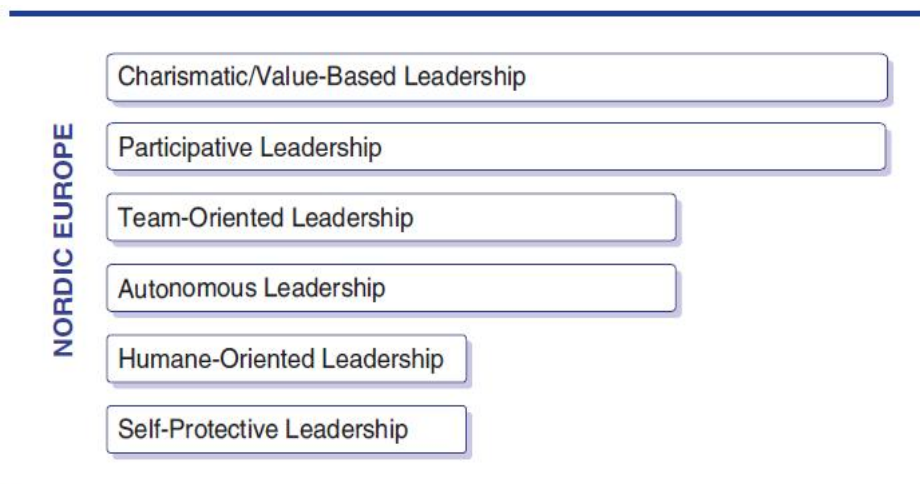 NORDIC EUROPE
Charismatic/Value-Based Leadership
Participative Leadership
Team-Oriented Leadership
Autonomous Leadership
Humane-Oriented Leadership
Self-Protective Leadership